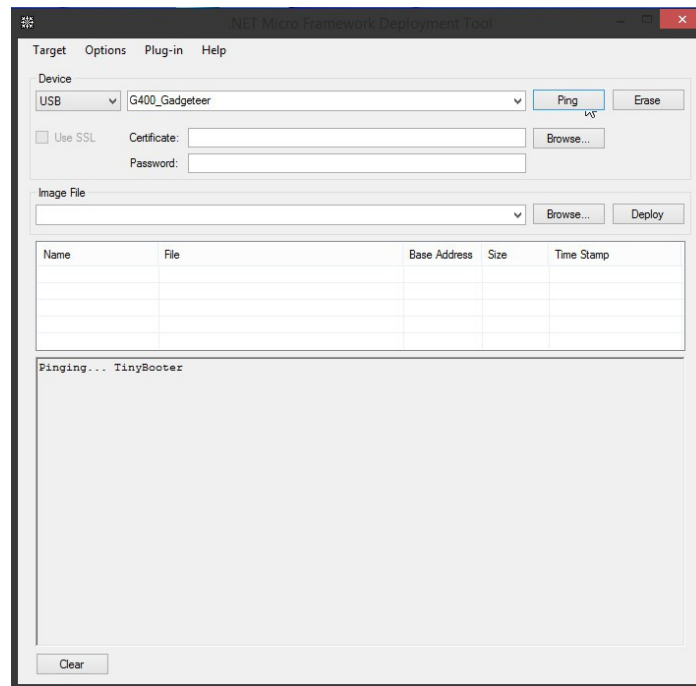 .NET Micro Framework Deployment Tool
Target Options Plug-in Help
Device
USB G400_Gadgeteer Ping Erase
Use SSL Certificate: Browse...
Password:
Image File
Browse... Deploy
Name File Base Address Size Time Stamp
Pinging... TinyBooter
Clear